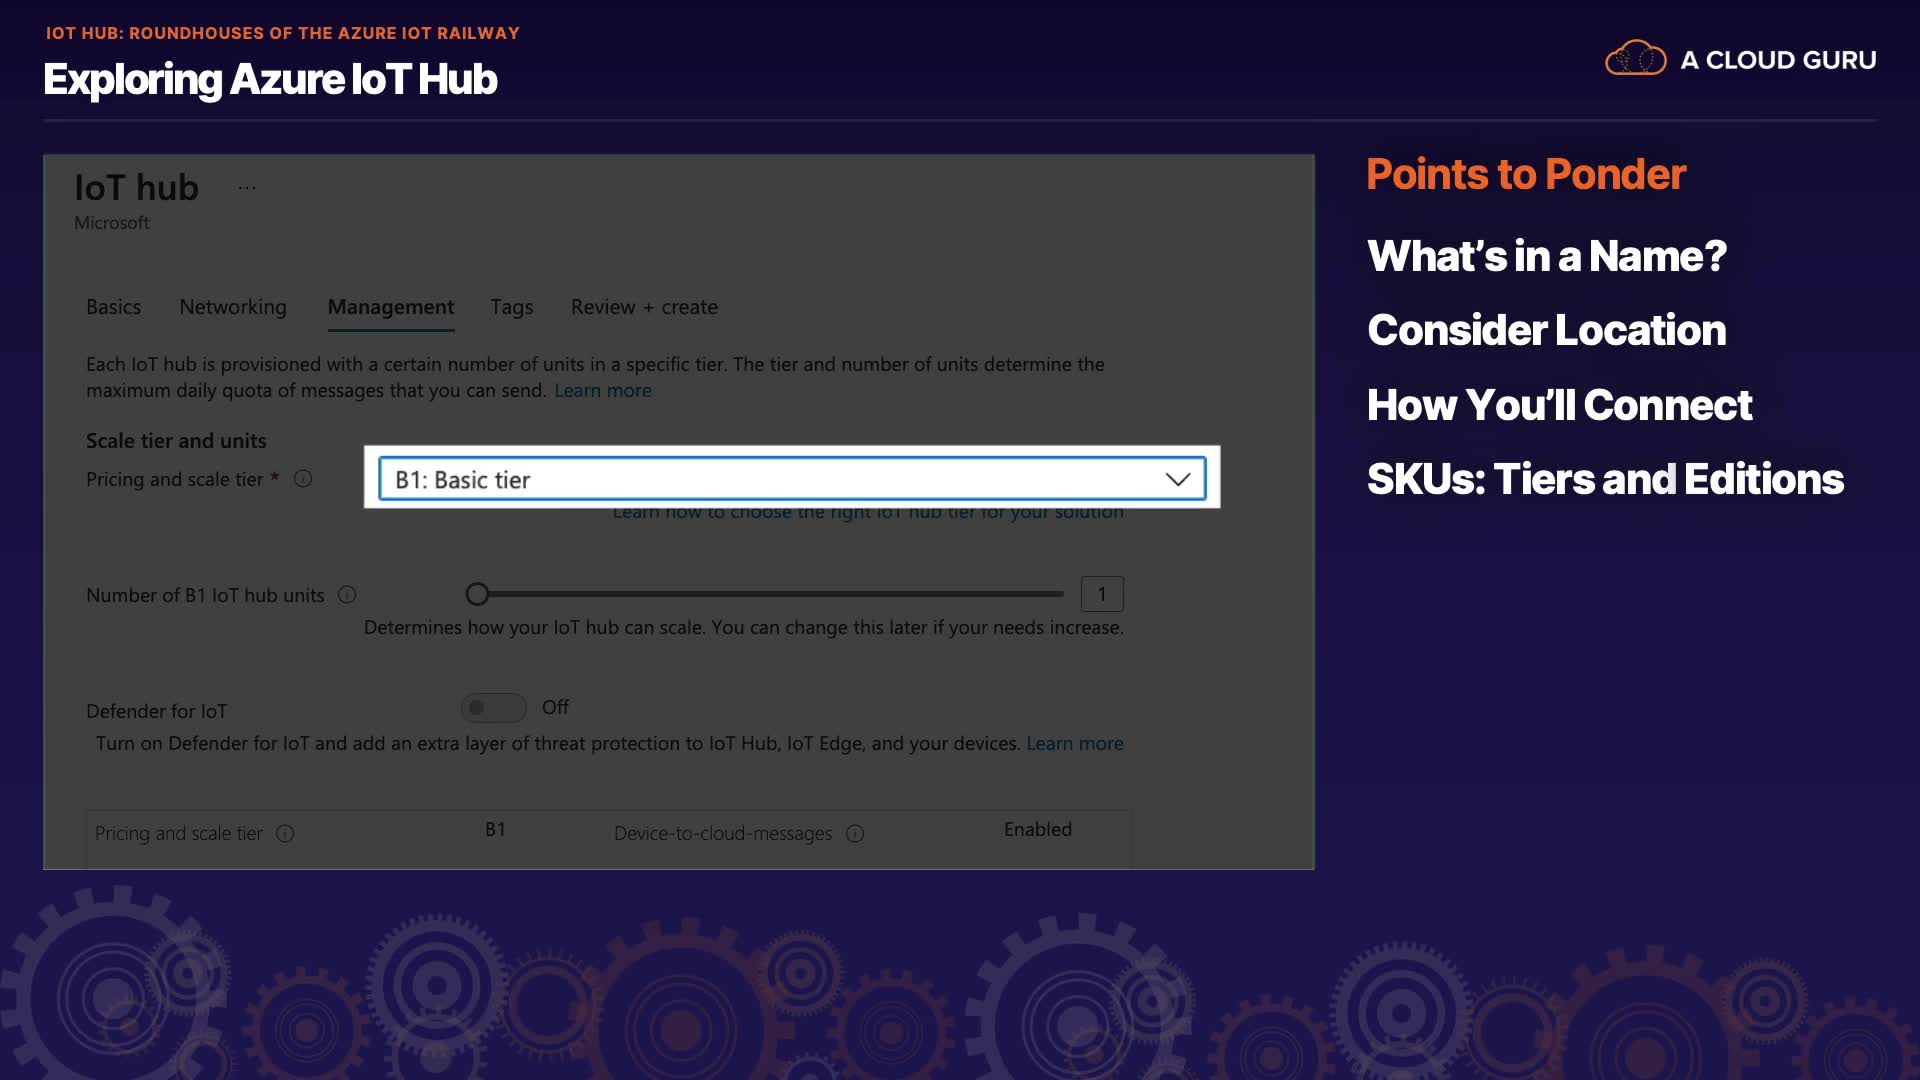 IOT HUB: ROUNDHOUSES OF THE AZURE IOT RAILWAY
Exploring Azure IoT Hub
A CLOUD GURU
IoT hub ...
Microsoft
Basics Networking Management Tags Review + create
Each IoT hub is provisioned with a certain number of units in a specific tier. The tier and number of units determine the
maximum daily quota of messages that you can send. Learn more
Scale tier and units
Pricing and scale tier *
B1: Basic tier
Learn how to choose the right IoT hub tier for your solution
Number of B1 IoT hub units
1
Determines how your IoT hub can scale. You can change this later if your needs increase.
Defender for IoT
Off
Turn on Defender for IoT and add an extra layer of threat protection to IoT Hub, IoT Edge, and your devices. Learn more
Pricing and scale tier B1 Device-to-cloud-messages Enabled
Points to Ponder
What's in a Name?
Consider Location
How You'll Connect
SKUs: Tiers and Editions